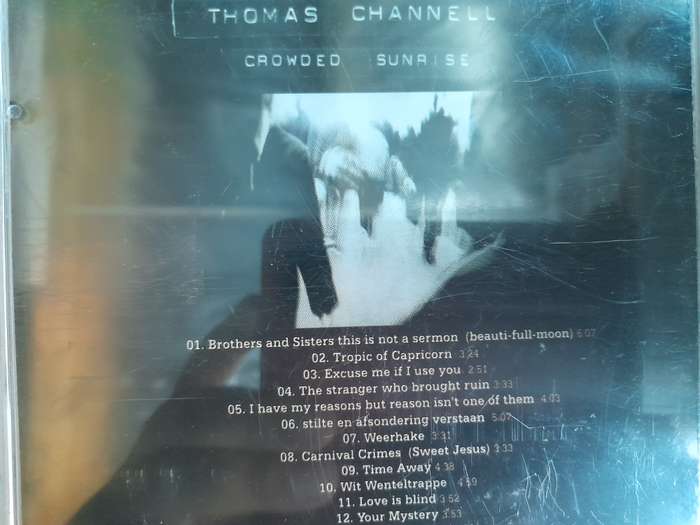 THOMAS CHANNELL
CROWDED SUNRISE
01. Brothers and Sisters this is not a sermon (beauti-full-moon) 6:07
02. Tropic of Capricorn 3:24
03. Excuse me if I use you 2:51
04. The stranger who brought ruin 3:33
05. I have my reasons but reason isn't one of them 4:03
06. stilte en afsondering verstaan 5:07
07. Weerhake 3:31
08. Carnival Crimes (Sweet Jesus) 3:33
09. Time Away 4:38
10. Wit Wenteltrappe 4:59
11. Love is blind 3:52
12. Your Mystery 3:53